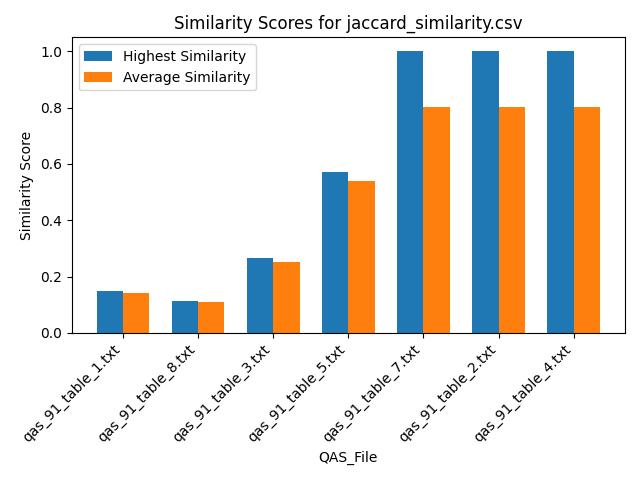 Similarity Scores for jaccard_similarity.csv
Highest Similarity
Average Similarity
Similarity Score
1.0
0.8
0.6
0.4
0.2
0.0
qas_91_table_1.txt
qas_91_table_8.txt
qas_91_table_3.txt
qas_91_table_5.txt
qas_91_table_7.txt
qas_91_table_2.txt
qas_91_table_4.txt
QAS_File